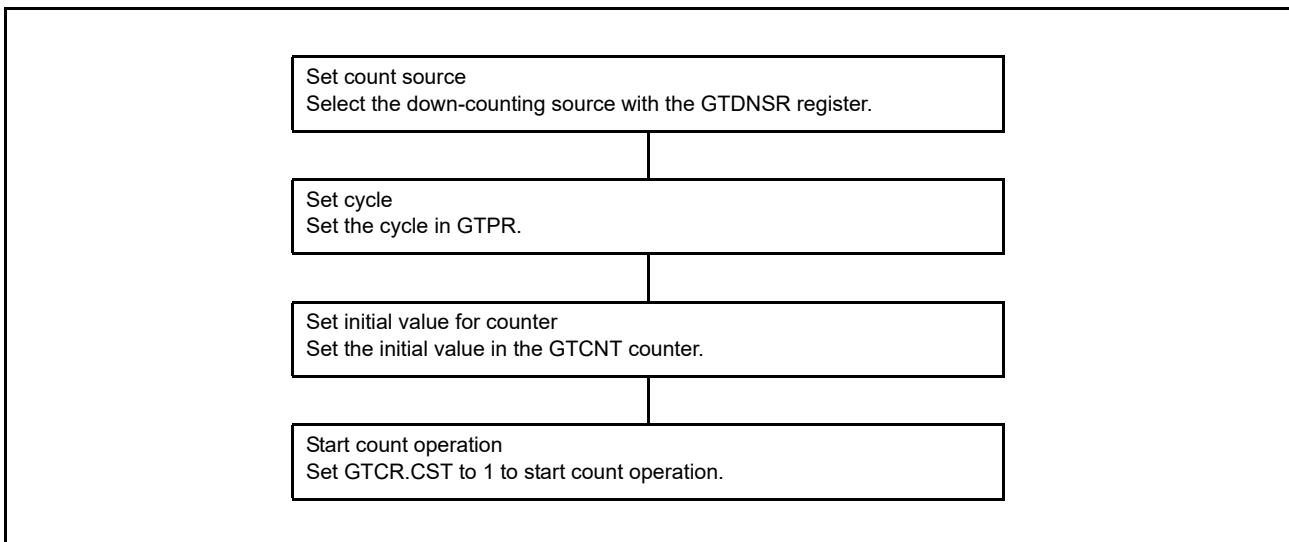 Set count source
Select the down-counting source with the GTDNSR register.
Set cycle
Set the cycle in GTPR.
Set initial value for counter
Set the initial value in the GTCNT counter.
Start count operation
Set GTCR.CST to 1 to start count operation.